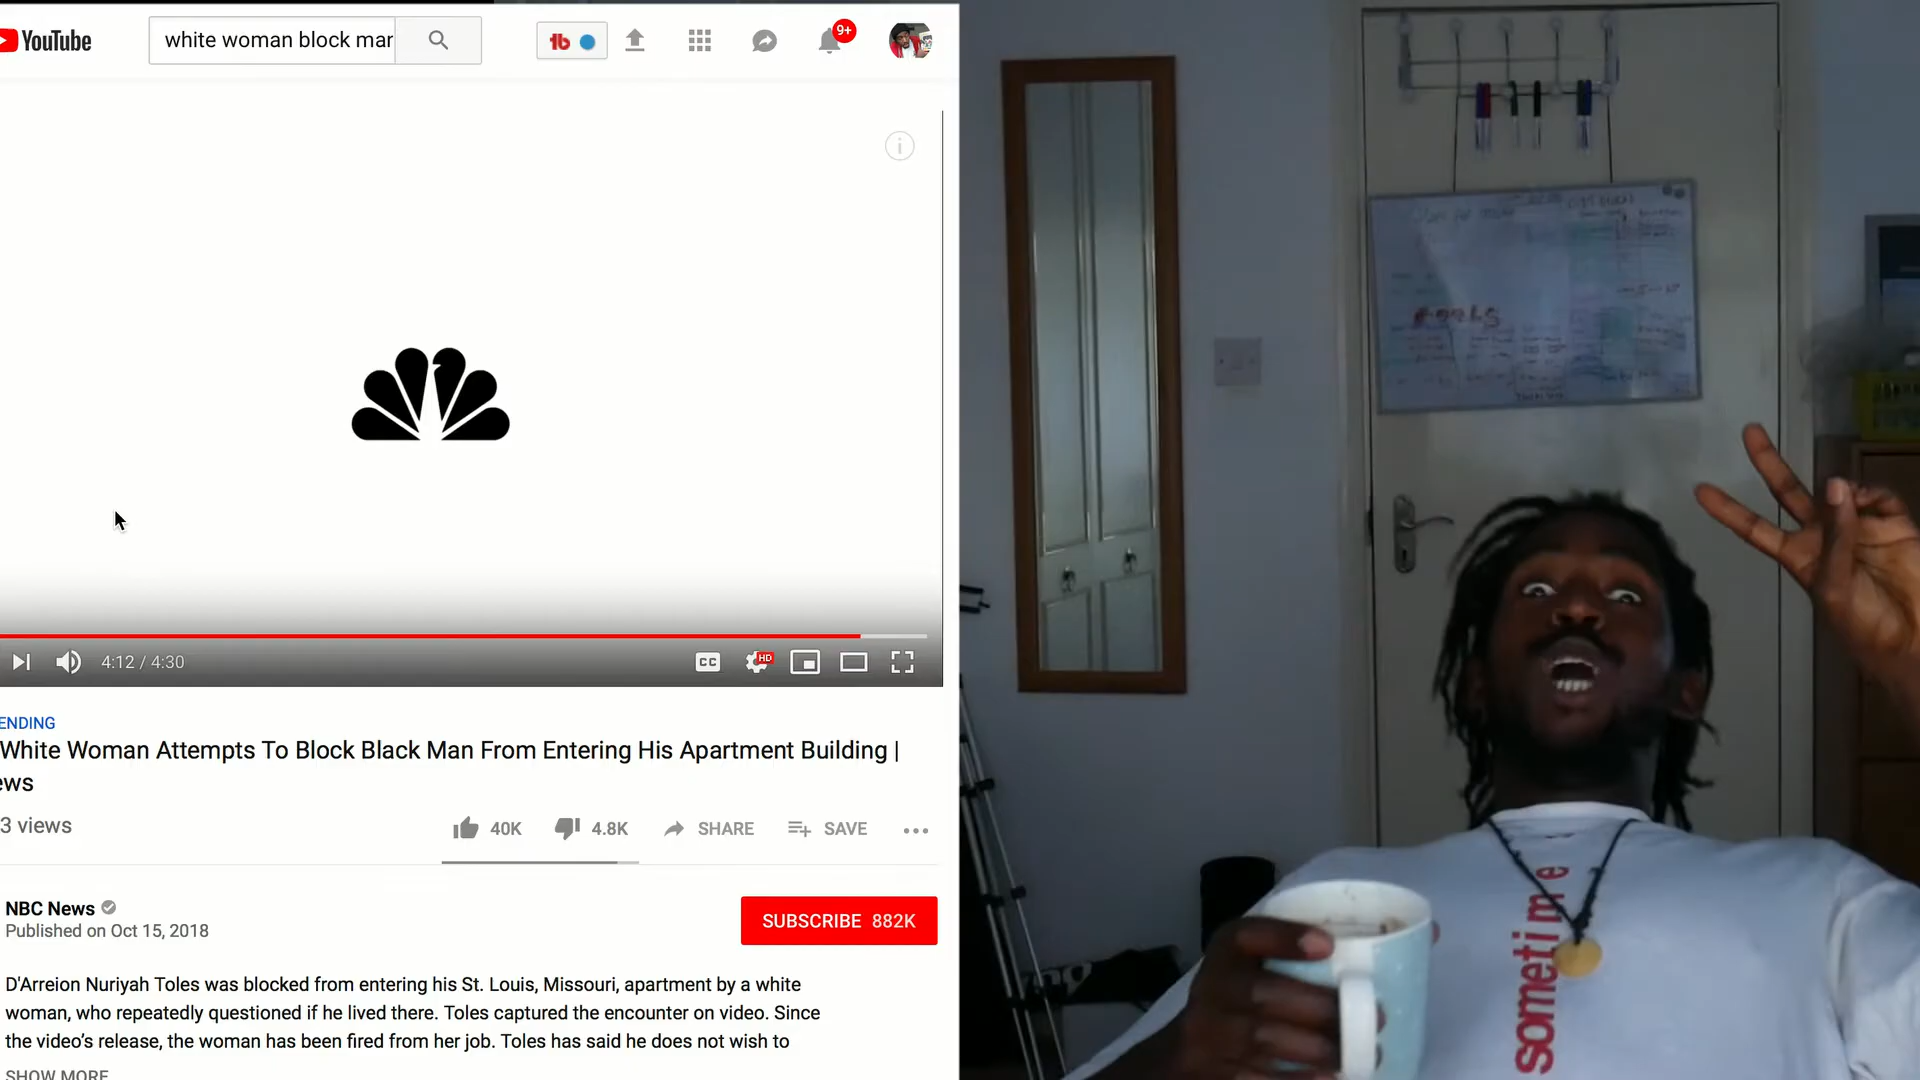 YouTube
white woman block mar
9+
4:12 / 4:30
CC
HD
ENDING
White Woman Attempts To Block Black Man From Entering His Apartment Building |
ews
3 views
40K
4.8K
SHARE
SAVE
NBC News
SUBSCRIBE 882K
Published on Oct 15, 2018
D'Arreion Nuriyah Toles was blocked from entering his St. Louis, Missouri, apartment by a white
woman, who repeatedly questioned if he lived there. Toles captured the encounter on video. Since
the video's release, the woman has been fired from her job. Toles has said he does not wish to
SHOW MORE
sometime